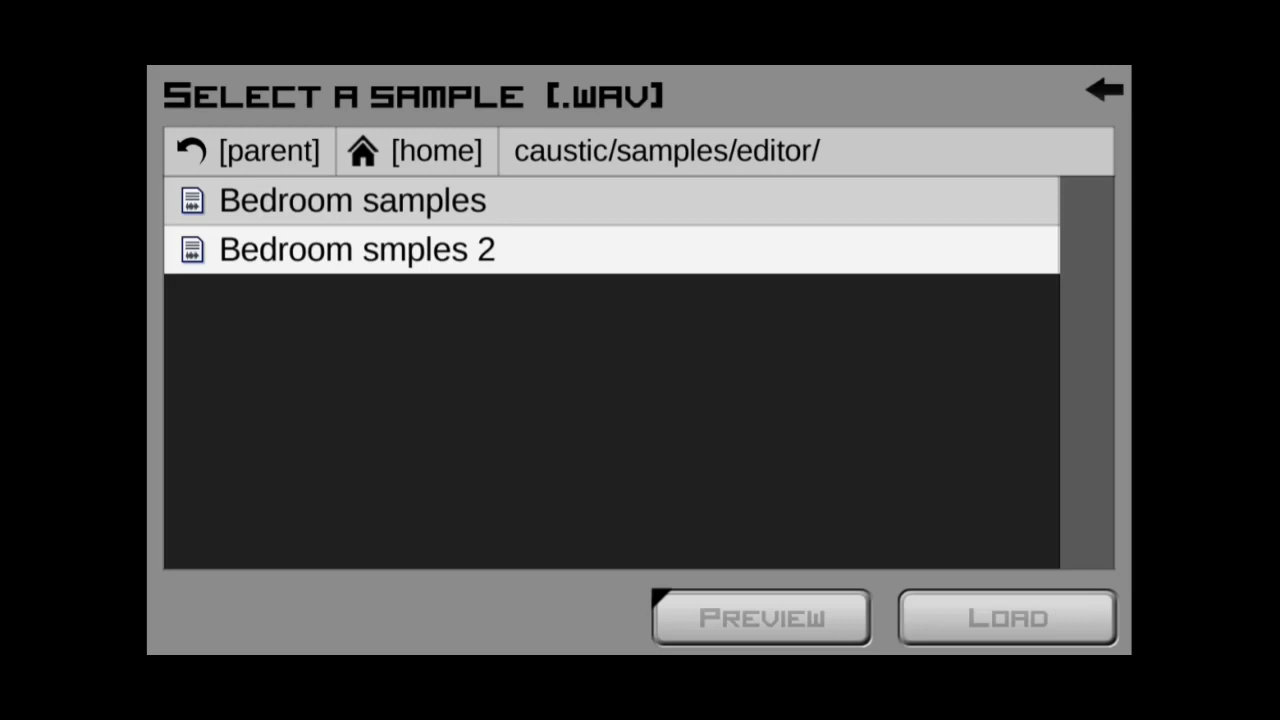 SELECT A SAMPLE [.WAV]
[parent] [home] caustic/samples/editor/
Bedroom samples
Bedroom smples 2
PREVIEW LOAD